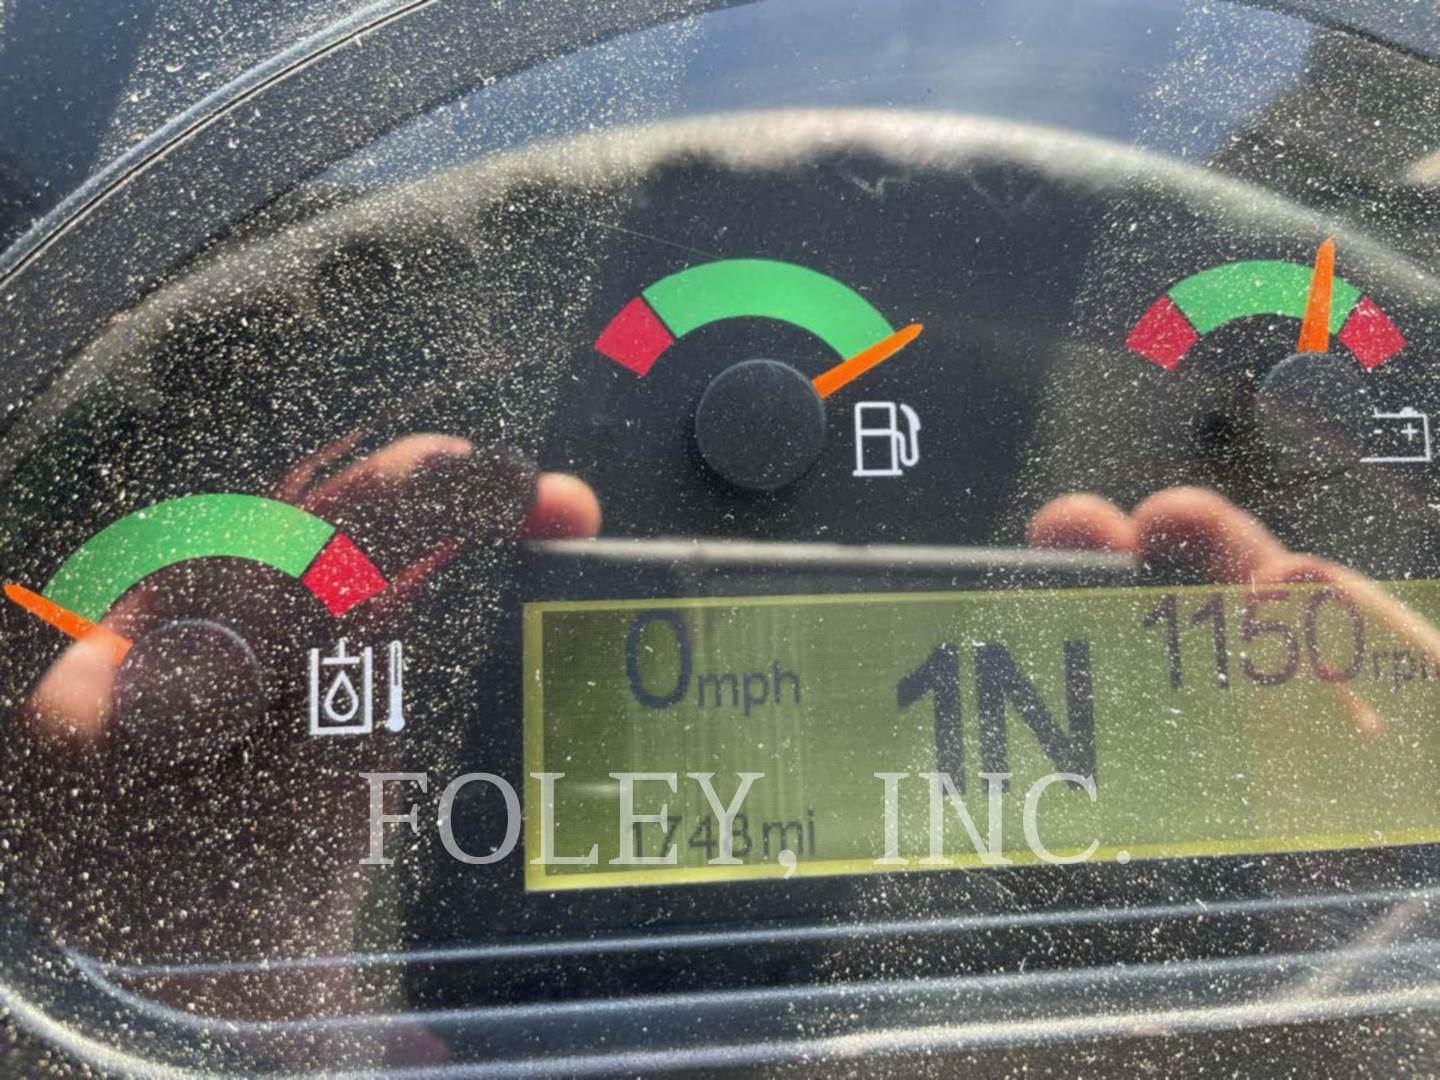 0mph 1N 1150rpm
1748mi
FOLEY, INC.